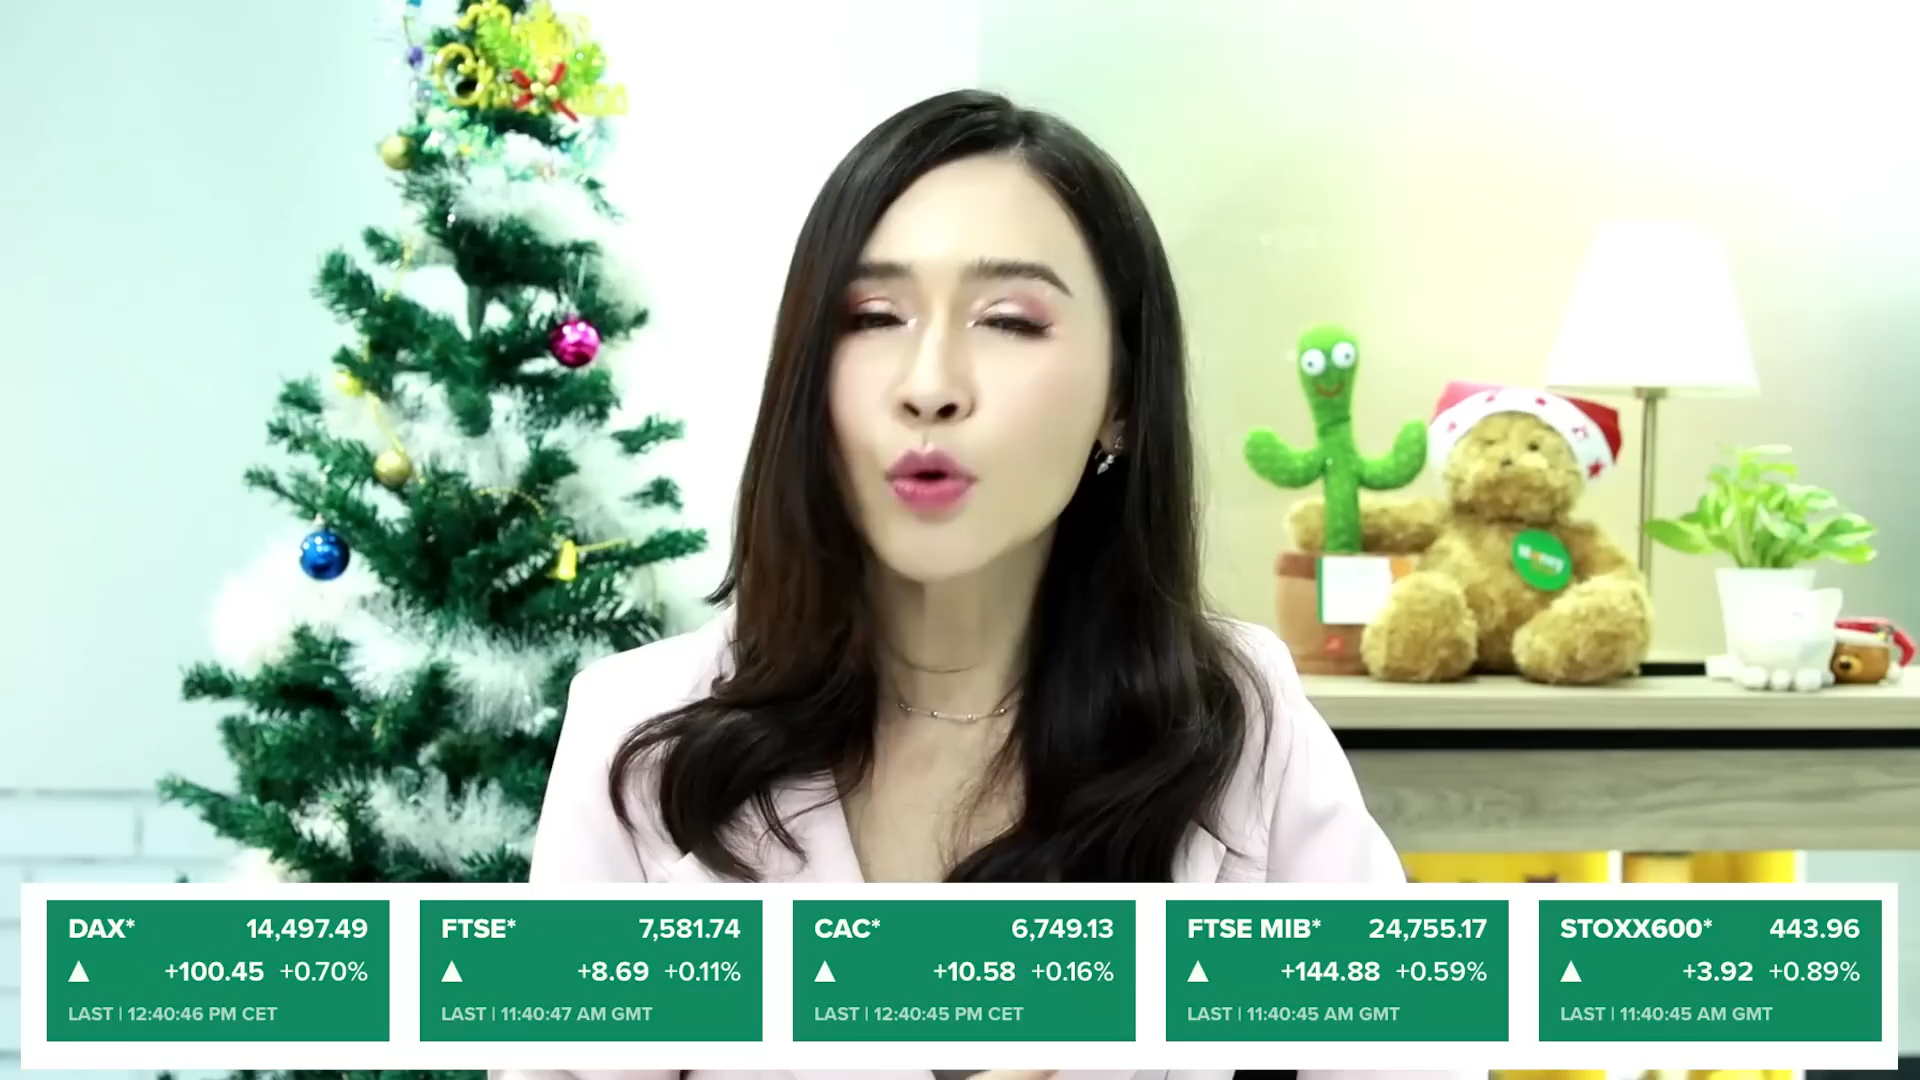 DAX* 14,497.49
▲ +100.45 +0.70%
LAST | 12:40:46 PM CET
FTSE* 7,581.74
▲ +8.69 +0.11%
LAST | 11:40:47 AM GMT
CAC* 6,749.13
▲ +10.58 +0.16%
LAST | 12:40:45 PM CET
FTSE MIB* 24,755.17
▲ +144.88 +0.59%
LAST | 11:40:45 AM GMT
STOXX600* 443.96
▲ +3.92 +0.89%
LAST | 11:40:45 AM GMT